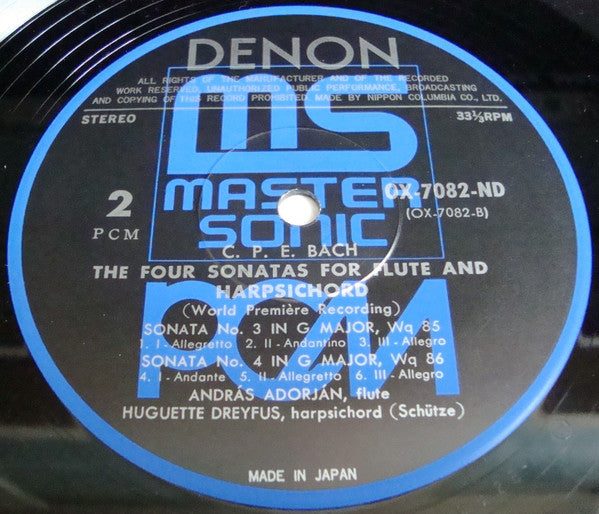 DENON
ALL RIGHTS OF THE MANUFACTURER AND OF THE RECORDED
WORK RESERVED. UNAUTHORIZED PUBLIC PERFORMANCE, BROADCASTING
AND COPYING OF THIS RECORD PROHIBITED. MADE BY NIPPON COLUMBIA CO., LTD.
STEREO
33⅓RPM
MS
MASTER
SONIC
2
PCM
OX-7082-ND
(OX-7082-B)
C. P. E. BACH
THE FOUR SONATAS FOR FLUTE AND
HARPSICHORD
(World Première Recording)
SONATA No. 3 IN G MAJOR, Wq 85
1. I - Allegretto 2. II - Andantino 3. III - Allegro
SONATA No. 4 IN G MAJOR, Wq 86
4. I - Andante 5. II - Allegretto 6. III - Allegro
PCM
ANDRÁS ADORJÁN, flute
HUGUETTE DREYFUS, harpsichord (Schütze)
MADE IN JAPAN